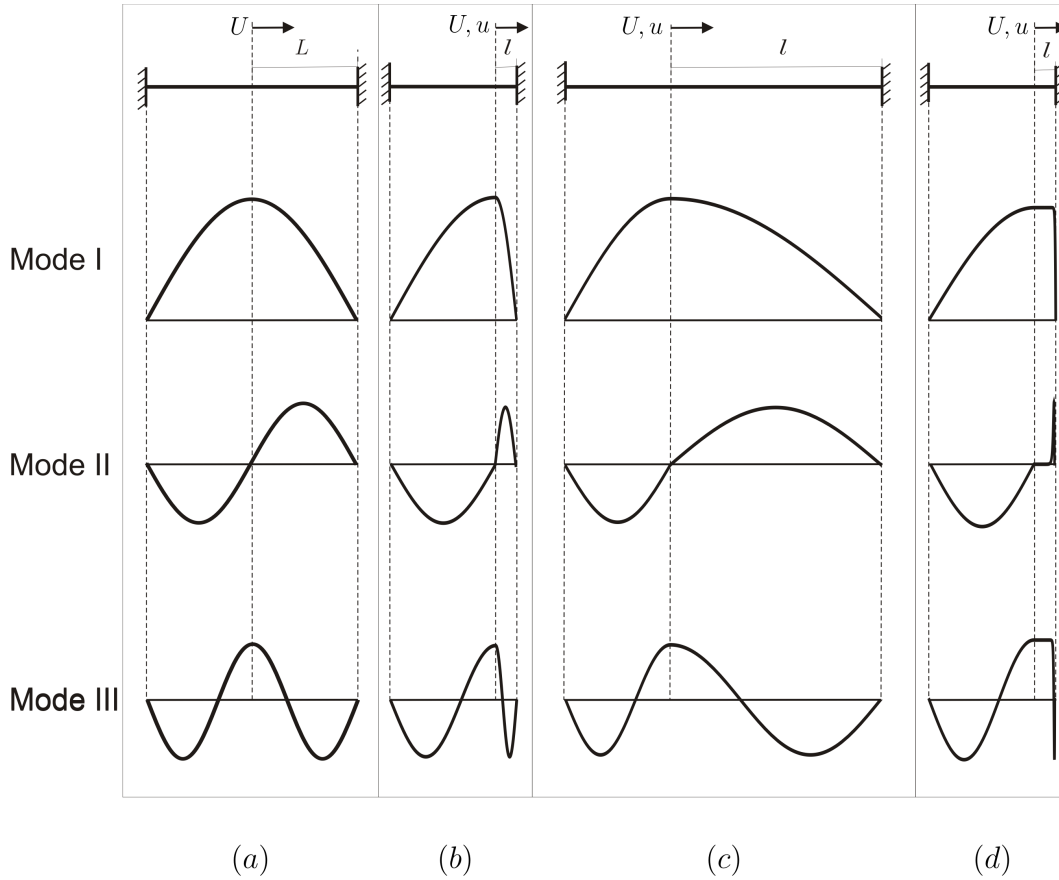 U U, u U, u U, u
L l l l
Mode I
Mode II
Mode III
(a) (b) (c) (d)